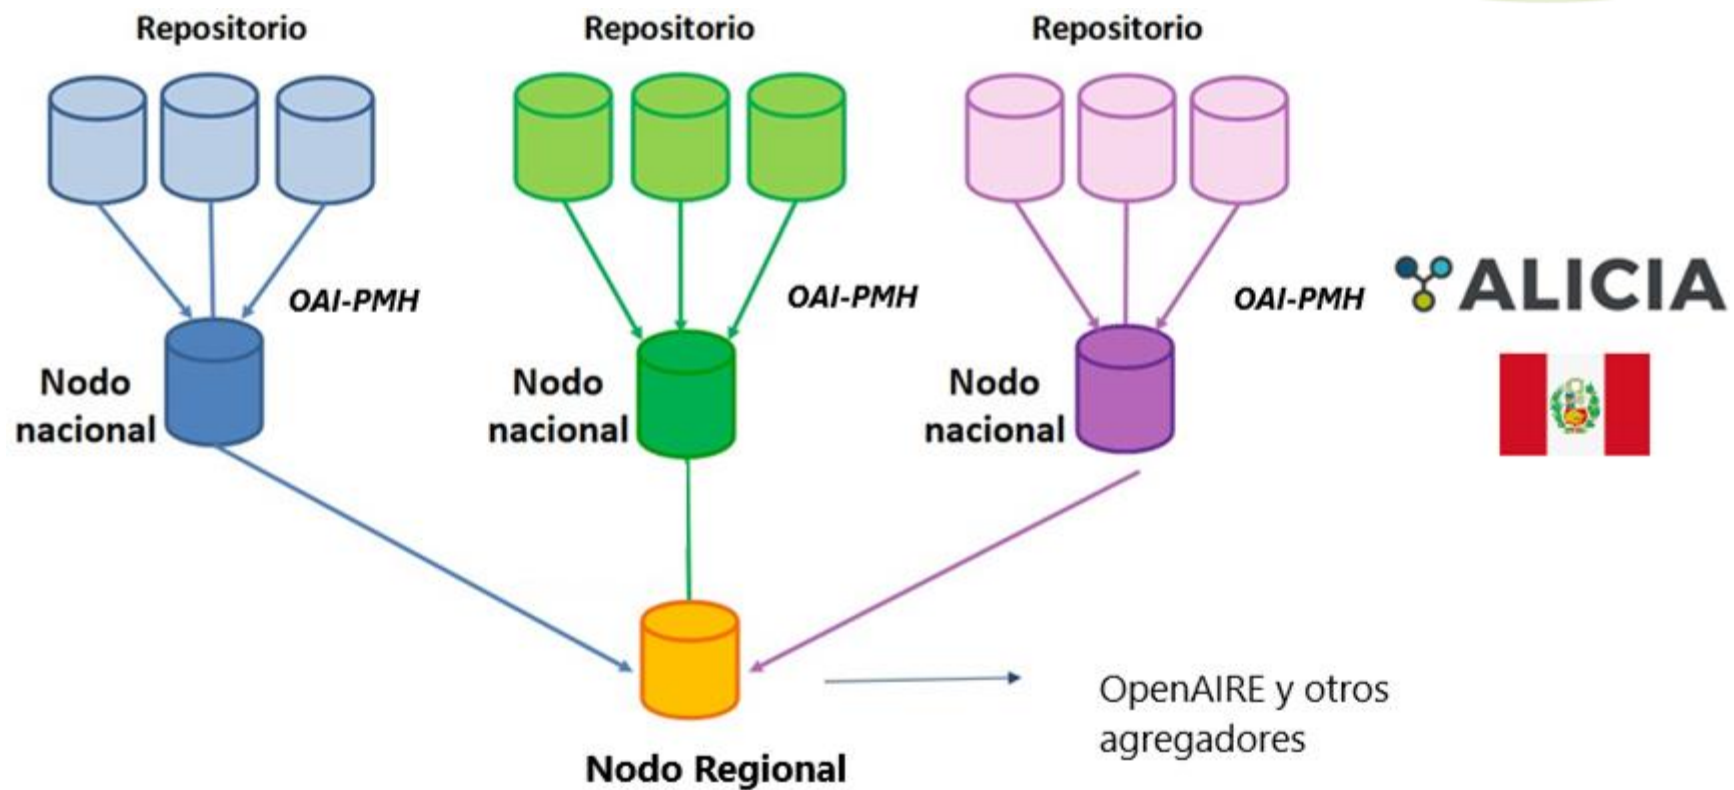 Repositorio
Repositorio
Repositorio
OAI-PMH
OAI-PMH
OAI-PMH
ALICIA
Nodo
nacional
Nodo
nacional
Nodo
nacional
OpenAIRE y otros
agregadores
Nodo Regional